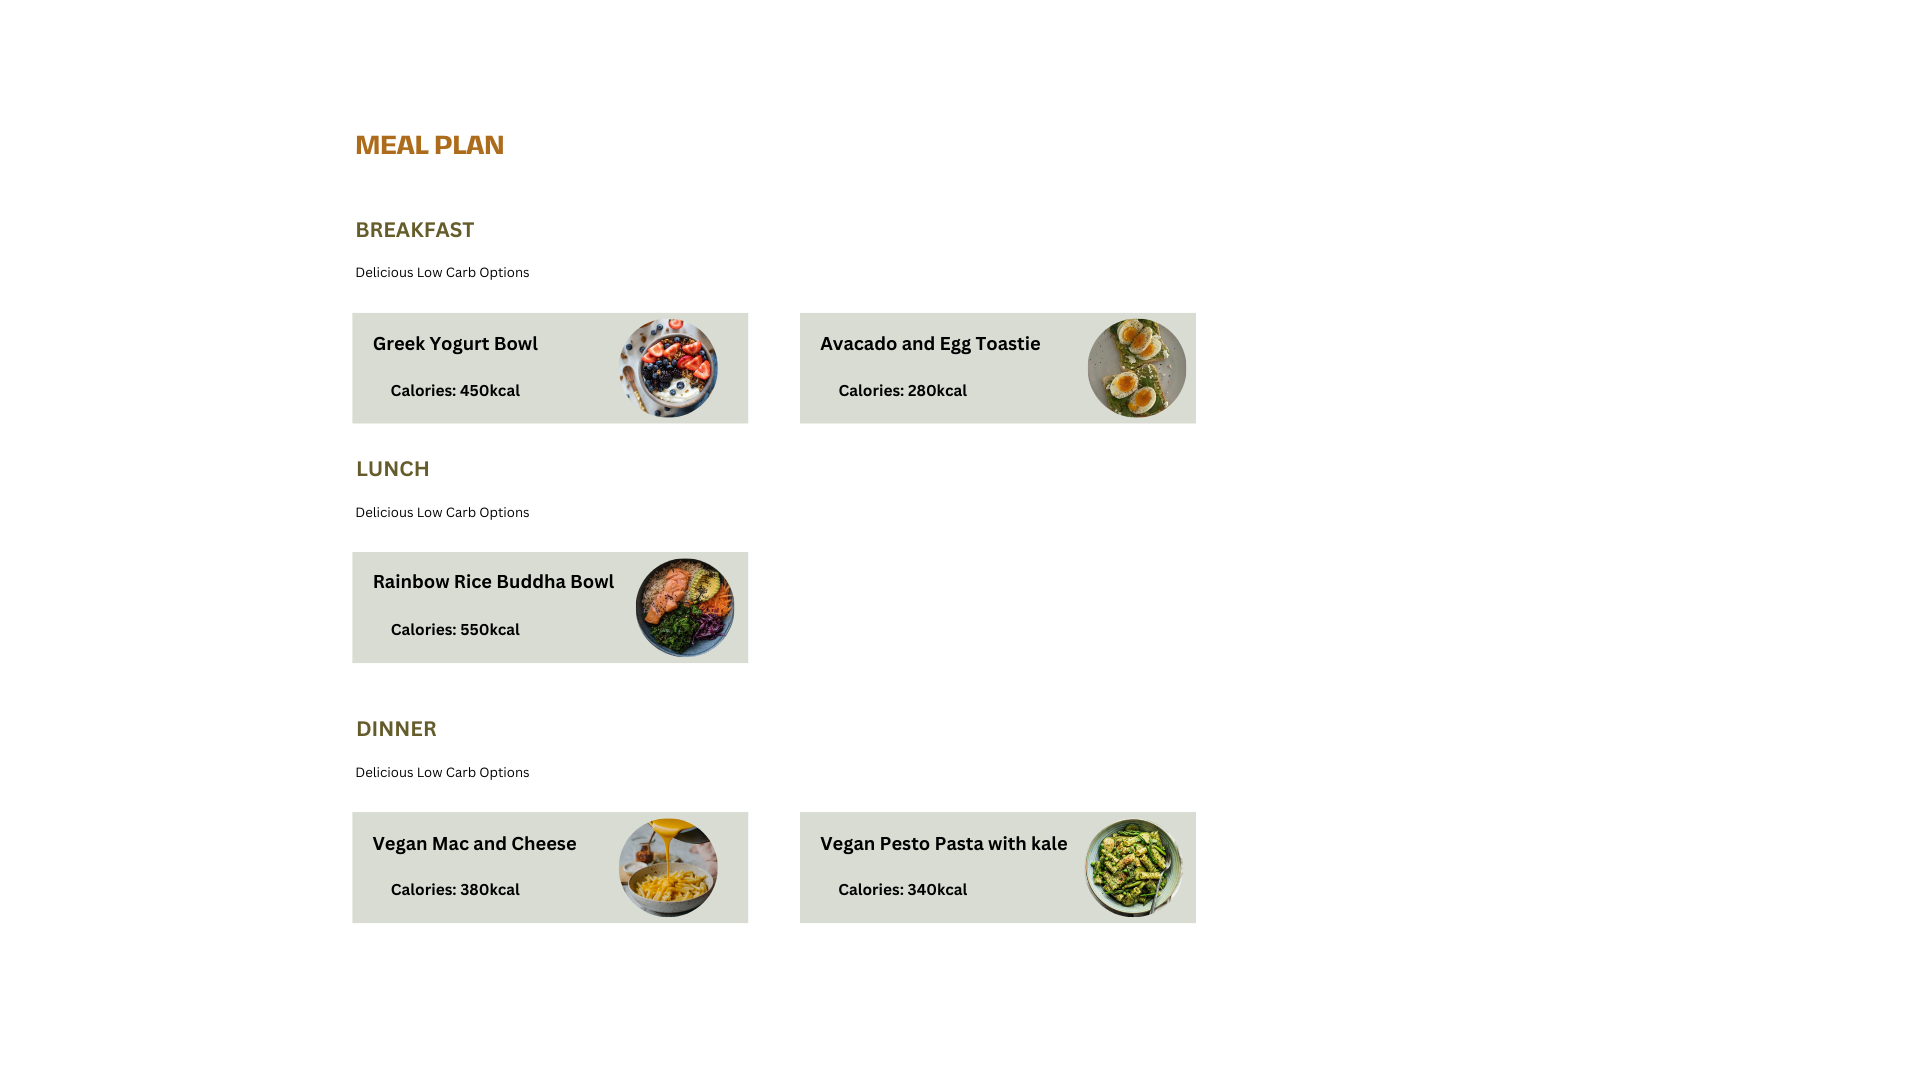 MEAL PLAN
BREAKFAST
Delicious Low Carb Options
Greek Yogurt Bowl
Calories: 450kcal
Avacado and Egg Toastie
Calories: 280kcal
LUNCH
Delicious Low Carb Options
Rainbow Rice Buddha Bowl
Calories: 550kcal
DINNER
Delicious Low Carb Options
Vegan Mac and Cheese
Calories: 380kcal
Vegan Pesto Pasta with kale
Calories: 340kcal